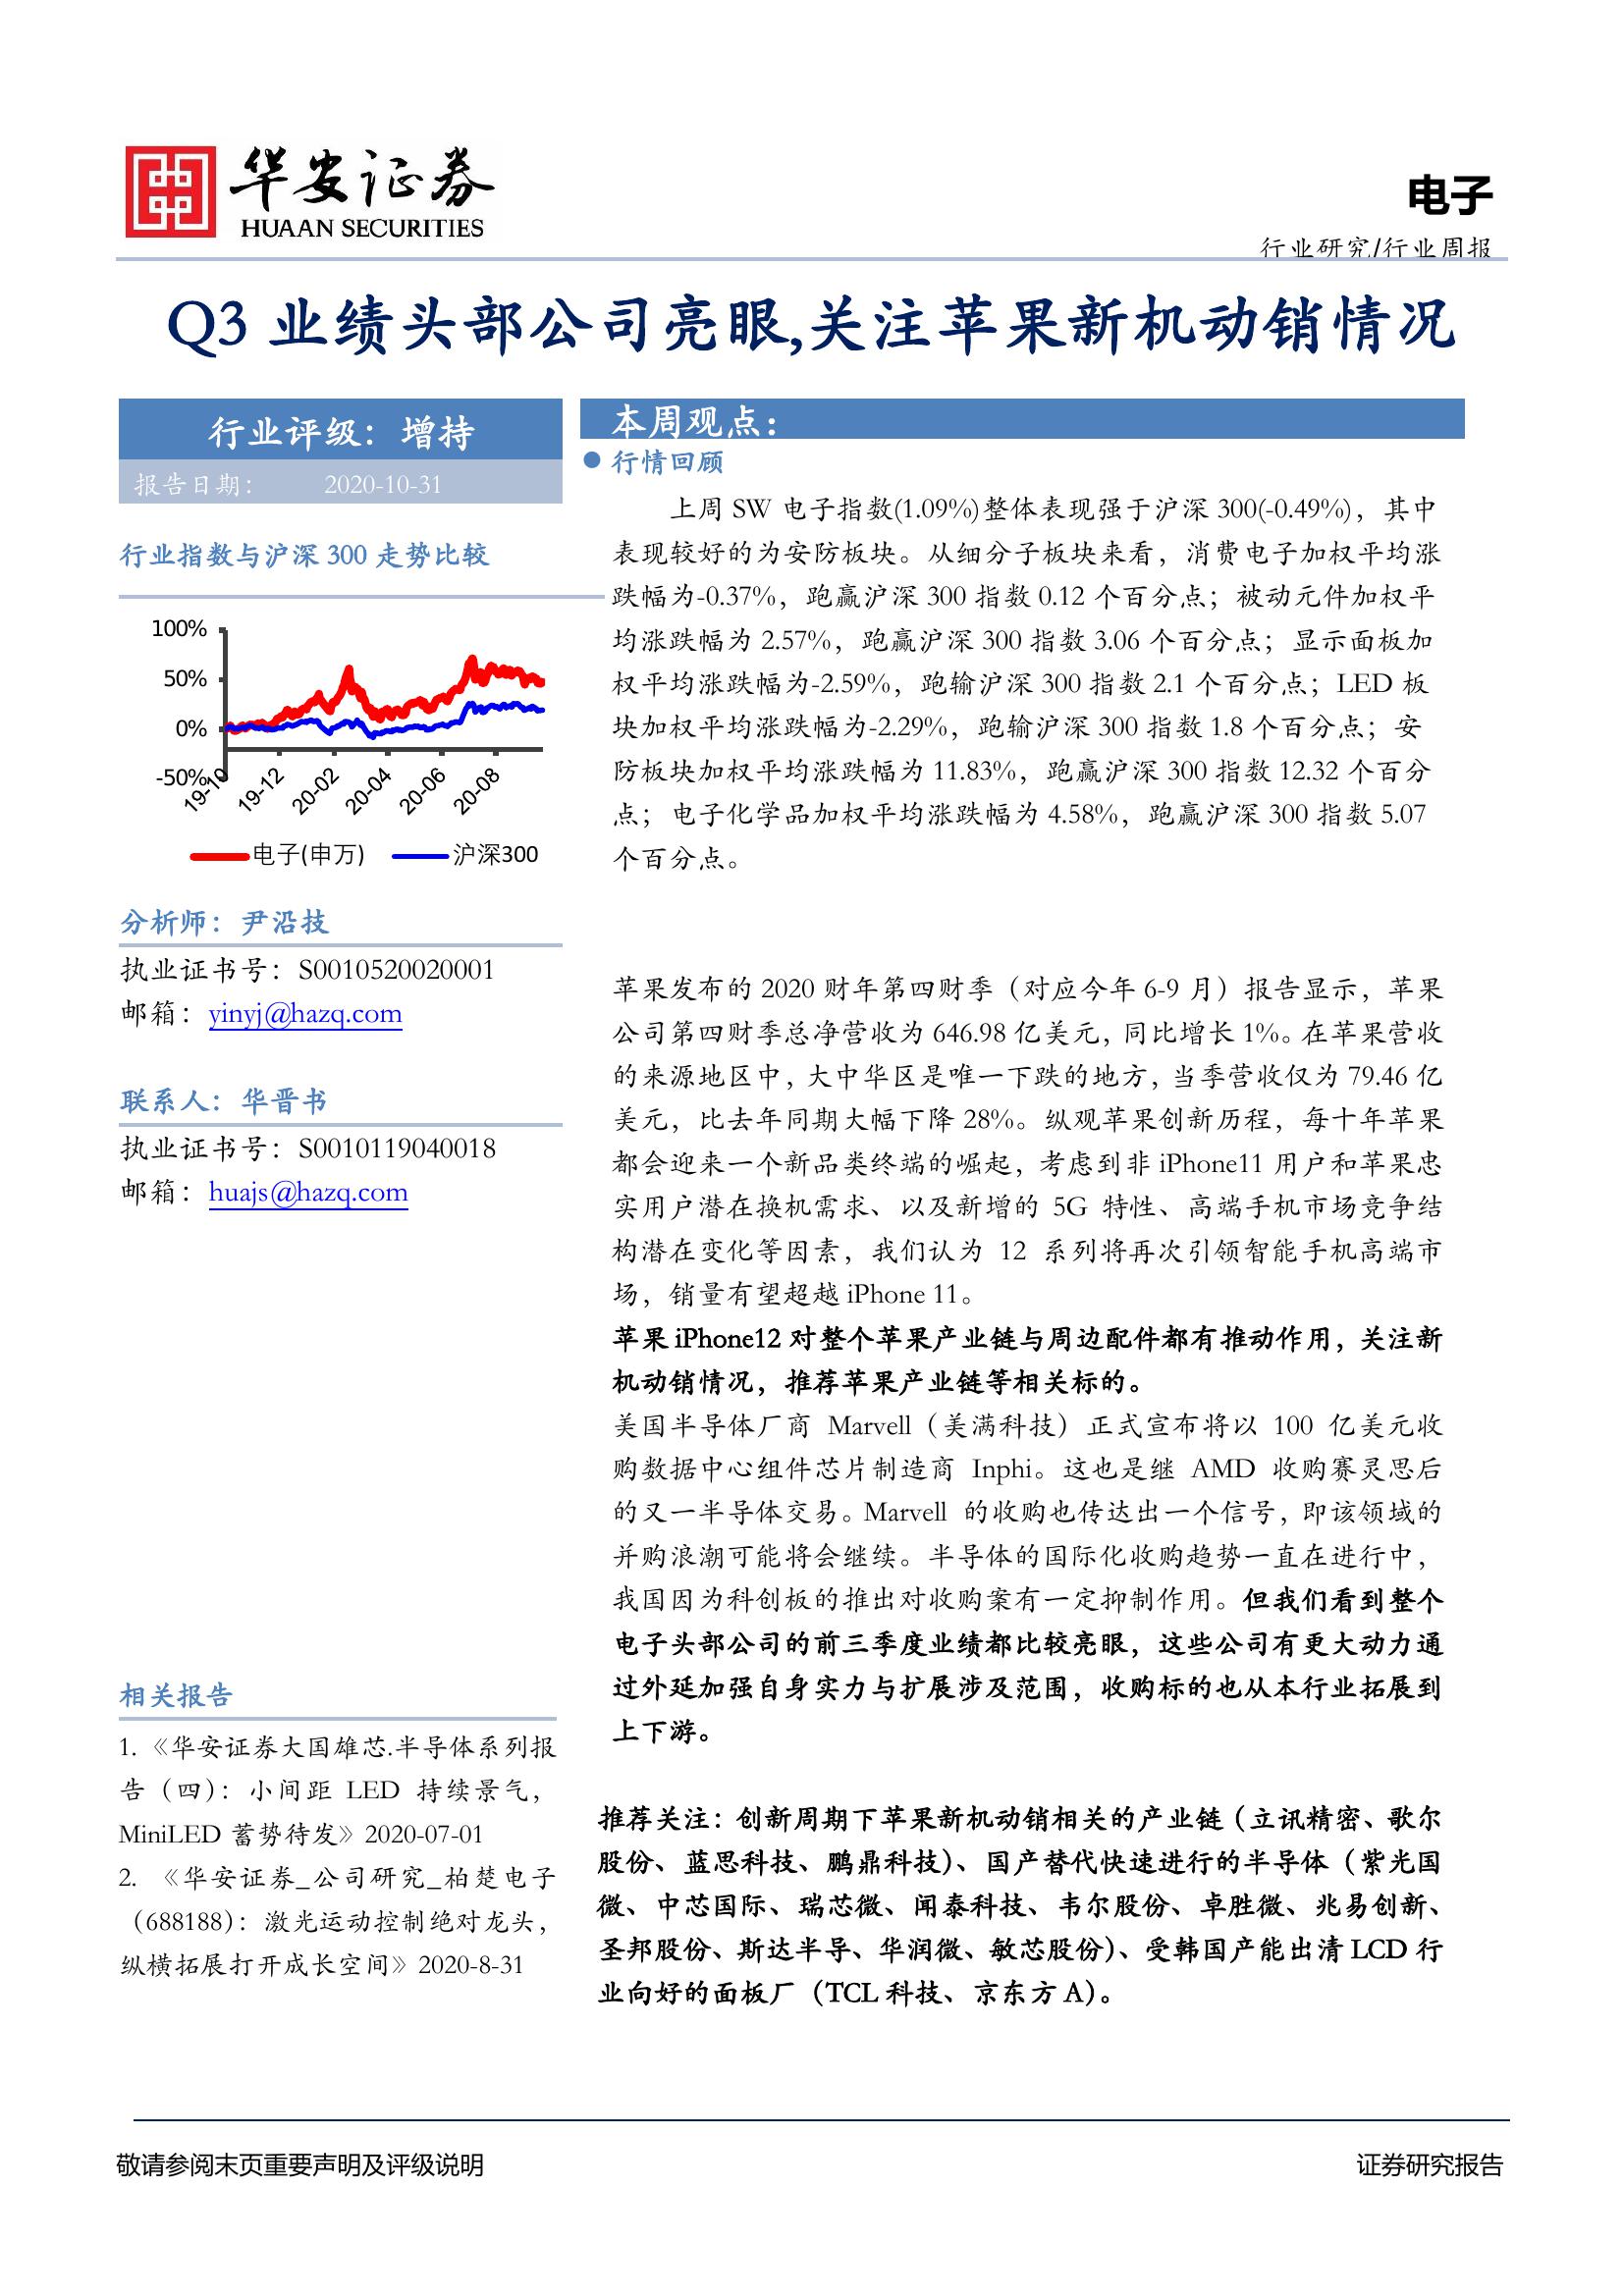 华安证券
HUAAN SECURITIES
电子
行业研究/行业周报
Q3 业绩头部公司亮眼,关注苹果新机动销情况
行业评级：增持
报告日期： 2020-10-31
行业指数与沪深 300 走势比较
100%
50%
0%
-50%
19-10
19-12
20-02
20-04
20-06
20-08
电子(申万)
沪深300
分析师：尹沿技
执业证书号：S0010520020001
邮箱：yinyj@hazq.com
联系人：华晋书
执业证书号：S0010119040018
邮箱：huajs@hazq.com
相关报告
1.《华安证券大国雄芯.半导体系列报
告（四）：小间距 LED 持续景气，
MiniLED 蓄势待发》2020-07-01
2. 《华安证券_公司研究_柏楚电子
（688188）：激光运动控制绝对龙头，
纵横拓展打开成长空间》2020-8-31
本周观点：
行情回顾
上周 SW 电子指数(1.09%)整体表现强于沪深 300(-0.49%)，其中
表现较好的为安防板块。从细分子板块来看，消费电子加权平均涨
跌幅为-0.37%，跑赢沪深 300 指数 0.12 个百分点；被动元件加权平
均涨跌幅为 2.57%，跑赢沪深 300 指数 3.06 个百分点；显示面板加
权平均涨跌幅为-2.59%，跑输沪深 300 指数 2.1 个百分点；LED 板
块加权平均涨跌幅为-2.29%，跑输沪深 300 指数 1.8 个百分点；安
防板块加权平均涨跌幅为 11.83%，跑赢沪深 300 指数 12.32 个百分
点；电子化学品加权平均涨跌幅为 4.58%，跑赢沪深 300 指数 5.07
个百分点。
苹果发布的 2020 财年第四财季（对应今年 6-9 月）报告显示，苹果
公司第四财季总净营收为 646.98 亿美元，同比增长 1%。在苹果营收
的来源地区中，大中华区是唯一下跌的地方，当季营收仅为 79.46 亿
美元，比去年同期大幅下降 28%。纵观苹果创新历程，每十年苹果
都会迎来一个新品类终端的崛起，考虑到非 iPhone11 用户和苹果忠
实用户潜在换机需求、以及新增的 5G 特性、高端手机市场竞争结
构潜在变化等因素，我们认为 12 系列将再次引领智能手机高端市
场，销量有望超越 iPhone 11。
苹果 iPhone12 对整个苹果产业链与周边配件都有推动作用，关注新
机动销情况，推荐苹果产业链等相关标的。
美国半导体厂商 Marvell（美满科技）正式宣布将以 100 亿美元收
购数据中心组件芯片制造商 Inphi。这也是继 AMD 收购赛灵思后
的又一半导体交易。Marvell 的收购也传达出一个信号，即该领域的
并购浪潮可能将会继续。半导体的国际化收购趋势一直在进行中，
我国因为科创板的推出对收购案有一定抑制作用。但我们看到整个
电子头部公司的前三季度业绩都比较亮眼，这些公司有更大动力通
过外延加强自身实力与扩展涉及范围，收购标的也从本行业拓展到
上下游。
推荐关注：创新周期下苹果新机动销相关的产业链（立讯精密、歌尔
股份、蓝思科技、鹏鼎科技）、国产替代快速进行的半导体（紫光国
微、中芯国际、瑞芯微、闻泰科技、韦尔股份、卓胜微、兆易创新、
圣邦股份、斯达半导、华润微、敏芯股份）、受韩国产能出清 LCD 行
业向好的面板厂（TCL 科技、京东方 A）。
敬请参阅末页重要声明及评级说明
证券研究报告